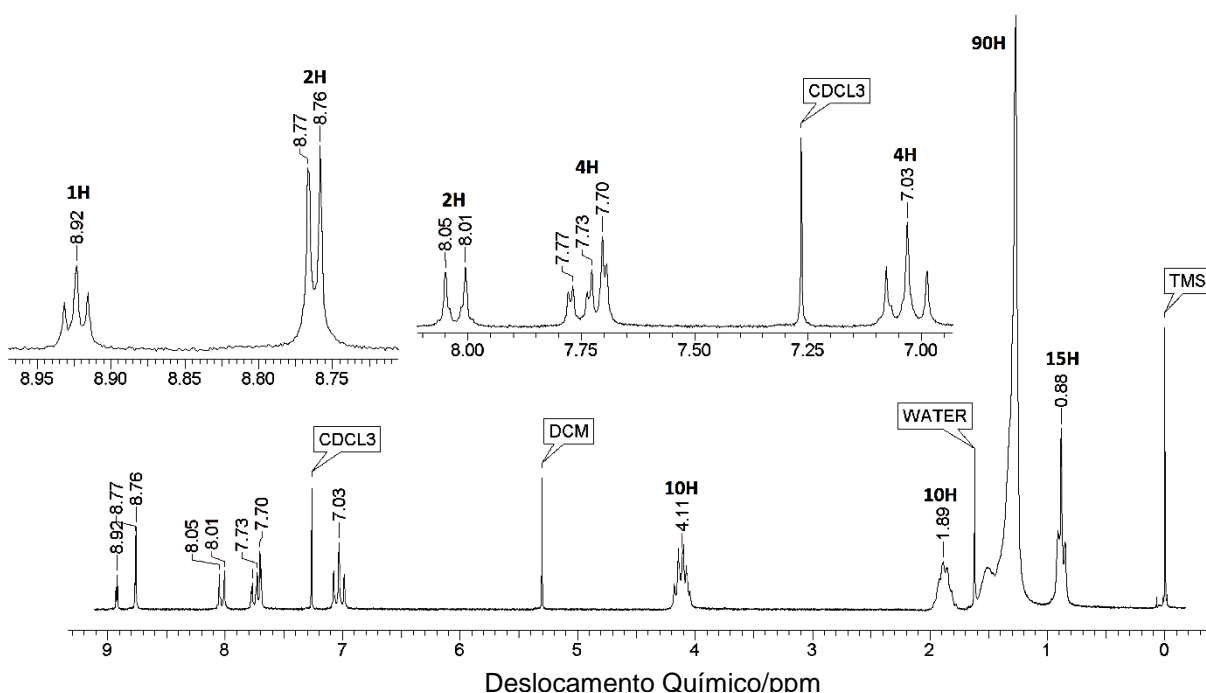 90H
2H
8.77
8.76
CDCL3
1H
8.92
4H
7.70
7.73
7.77
2H
8.05
8.01
4H
7.03
8.95 8.90 8.85 8.80 8.75
8.00 7.75 7.50 7.25 7.00
TMS
15H
0.88
WATER
DCM
CDCL3
8.92
8.77
8.76
8.05
8.01
7.73
7.70
7.03
10H
4.11
10H
1.89
9 8 7 6 5 4 3 2 1 0
Deslocamento Químico/ppm